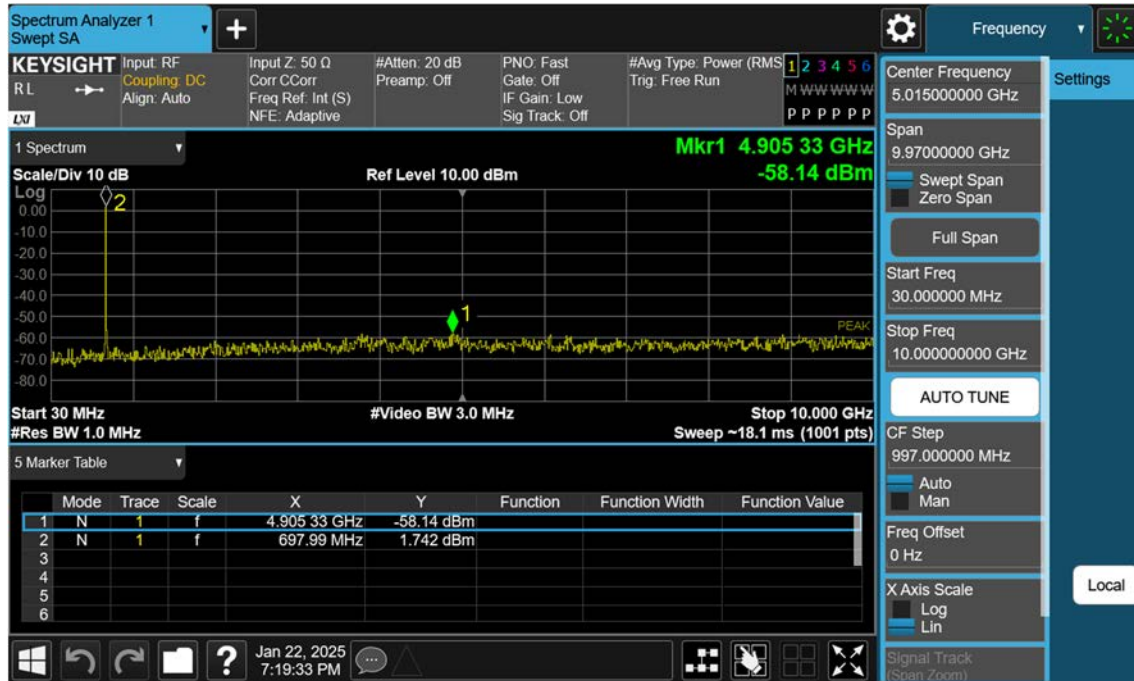 Spectrum Analyzer 1
Swept SA
+
Frequency
KEYSIGHT
RL
LXI
Input: RF
Coupling: DC
Align: Auto
Input Z: 50 Ω
Corr CCorr
Freq Ref: Int (S)
NFE: Adaptive
#Atten: 20 dB
Preamp: Off
PNO: Fast
Gate: Off
IF Gain: Low
Sig Track: Off
#Avg Type: Power (RMS
Trig: Free Run
1 2 3 4 5 6
M W W W W W
P P P P P P
1 Spectrum
Scale/Div 10 dB
Ref Level 10.00 dBm
Mkr1 4.905 33 GHz
-58.14 dBm
Log
0.00
-10.0
-20.0
-30.0
-40.0
-50.0
-60.0
-70.0
-80.0
2
1
PEAK
Start 30 MHz
#Video BW 3.0 MHz
Stop 10.000 GHz
#Res BW 1.0 MHz
Sweep ~18.1 ms (1001 pts)
5 Marker Table
Mode Trace Scale X Y Function Function Width Function Value
1 N 1 f 4.905 33 GHz -58.14 dBm
2 N 1 f 697.99 MHz 1.742 dBm
3
4
5
6
Jan 22, 2025
7:19:33 PM
?
Center Frequency
5.015000000 GHz
Span
9.97000000 GHz
Swept Span
Zero Span
Full Span
Start Freq
30.000000 MHz
Stop Freq
10.000000000 GHz
AUTO TUNE
CF Step
997.000000 MHz
Auto
Man
Freq Offset
0 Hz
X Axis Scale
Log
Lin
Signal Track
(Span Zoom)
Settings
Local